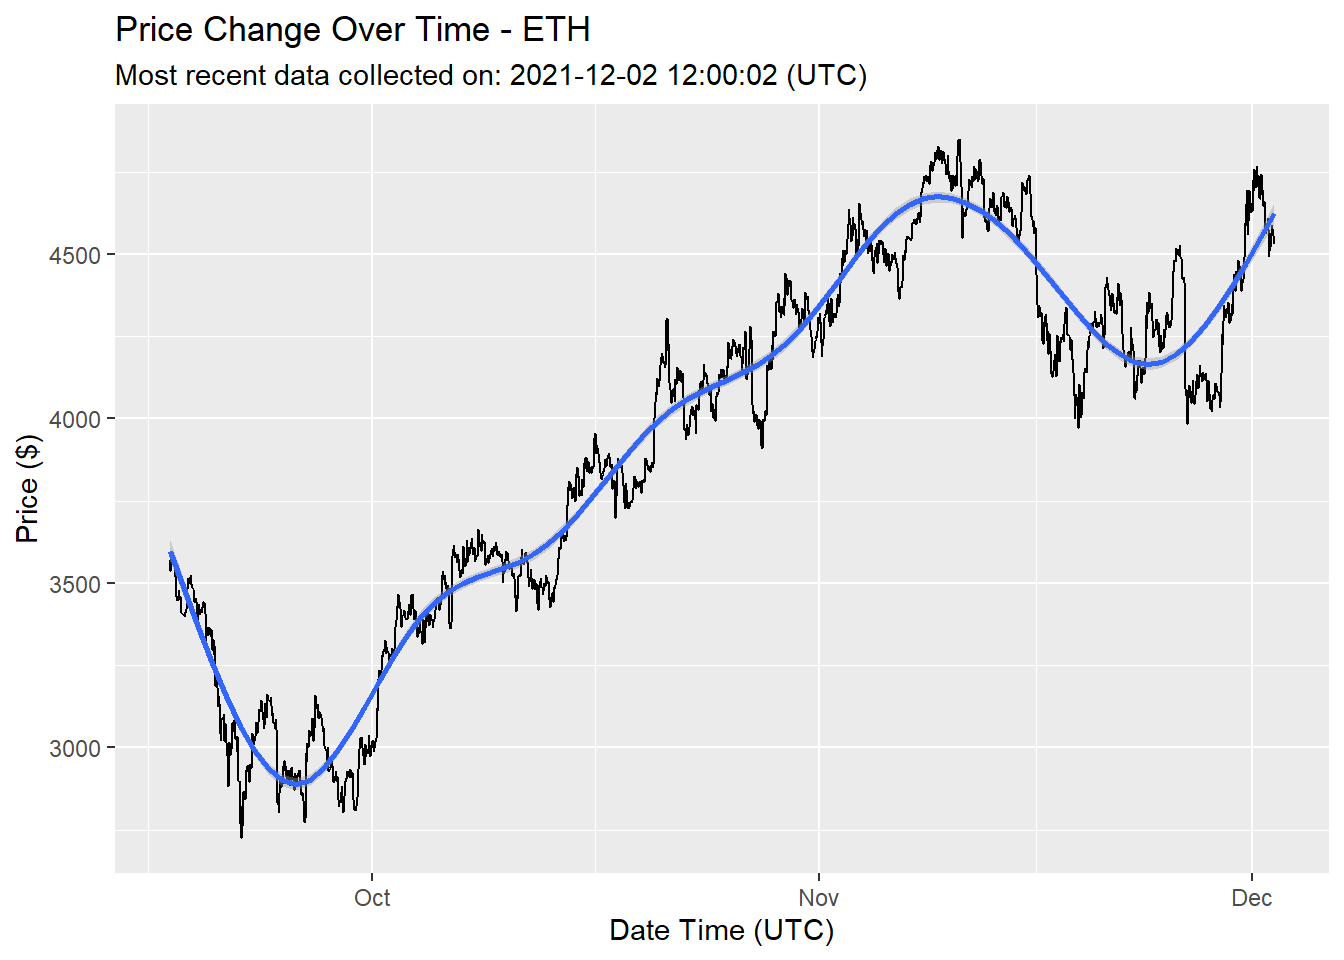 Price Change Over Time - ETH
Most recent data collected on: 2021-12-02 12:00:02 (UTC)
Price ($)
4500
4000
3500
3000
Oct Nov Dec
Date Time (UTC)